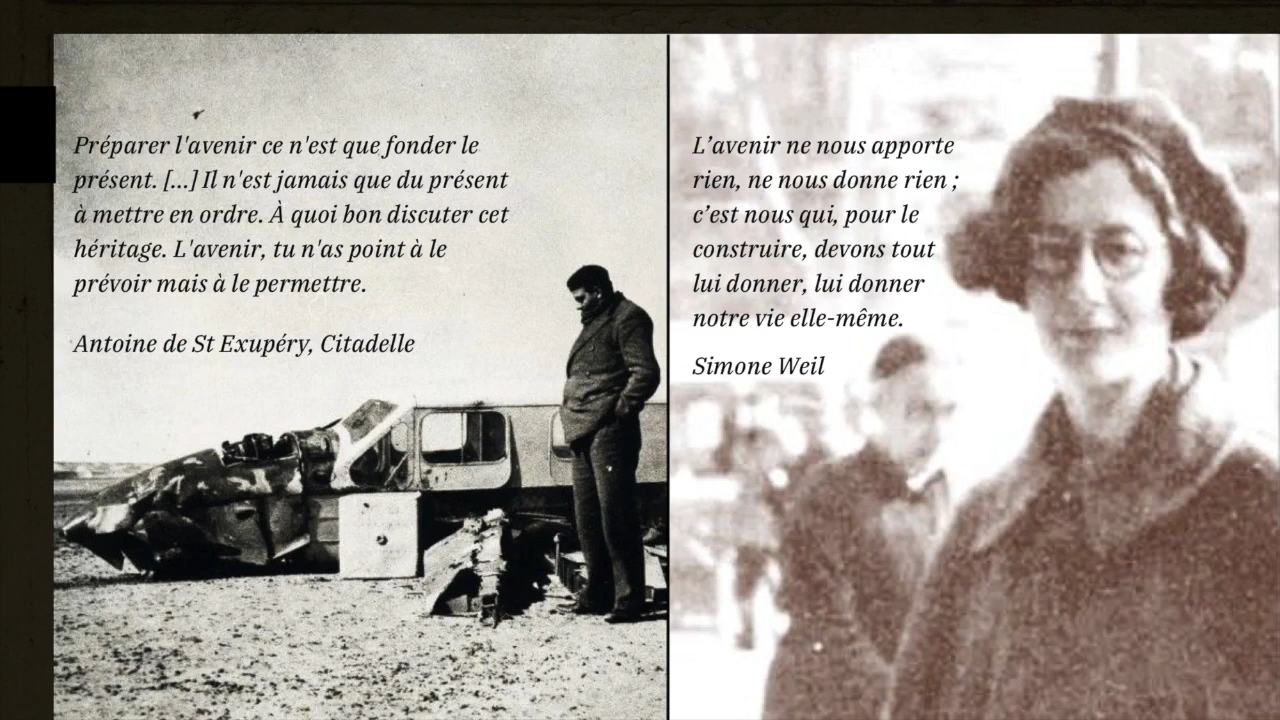 Préparer l'avenir ce n'est que fonder le
présent. [...] Il n'est jamais que du présent
à mettre en ordre. À quoi bon discuter cet
héritage. L'avenir, tu n'as point à le
prévoir mais à le permettre.
Antoine de St Exupéry, Citadelle
L’avenir ne nous apporte
rien, ne nous donne rien ;
c’est nous qui, pour le
construire, devons tout
lui donner, lui donner
notre vie elle-même.
Simone Weil